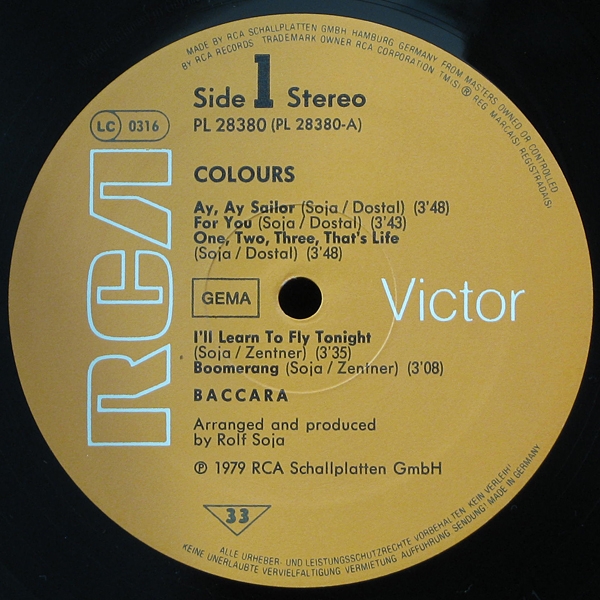 MADE BY RCA SCHALLPLATTEN GMBH HAMBURG GERMANY FROM MASTERS OWNED OR CONTROLLED
BY RCA RECORDS TRADEMARK OWNER RCA CORPORATION TM(S) ® REG MARCA(S) REGISTRADA(S)
Side 1 Stereo
LC 0316
PL 28380 (PL 28380-A)
COLOURS
Ay, Ay Sailor (Soja / Dostal) (3'48)
For You (Soja / Dostal) (3'43)
One, Two, Three, That's Life
(Soja / Dostal) (3'48)
RCA
GEMA
Victor
I'll Learn To Fly Tonight
(Soja / Zentner) (3'35)
Boomerang (Soja / Zentner) (3'08)
BACCARA
Arranged and produced
by Rolf Soja
℗ 1979 RCA Schallplatten GmbH
33
ALLE URHEBER- UND LEISTUNGSSCHUTZRECHTE VORBEHALTEN KEIN VERLEIH!
KEINE UNERLAUBTE VERVIELFÄLTIGUNG VERMIETUNG AUFFÜHRUNG SENDUNG! MADE IN GERMANY